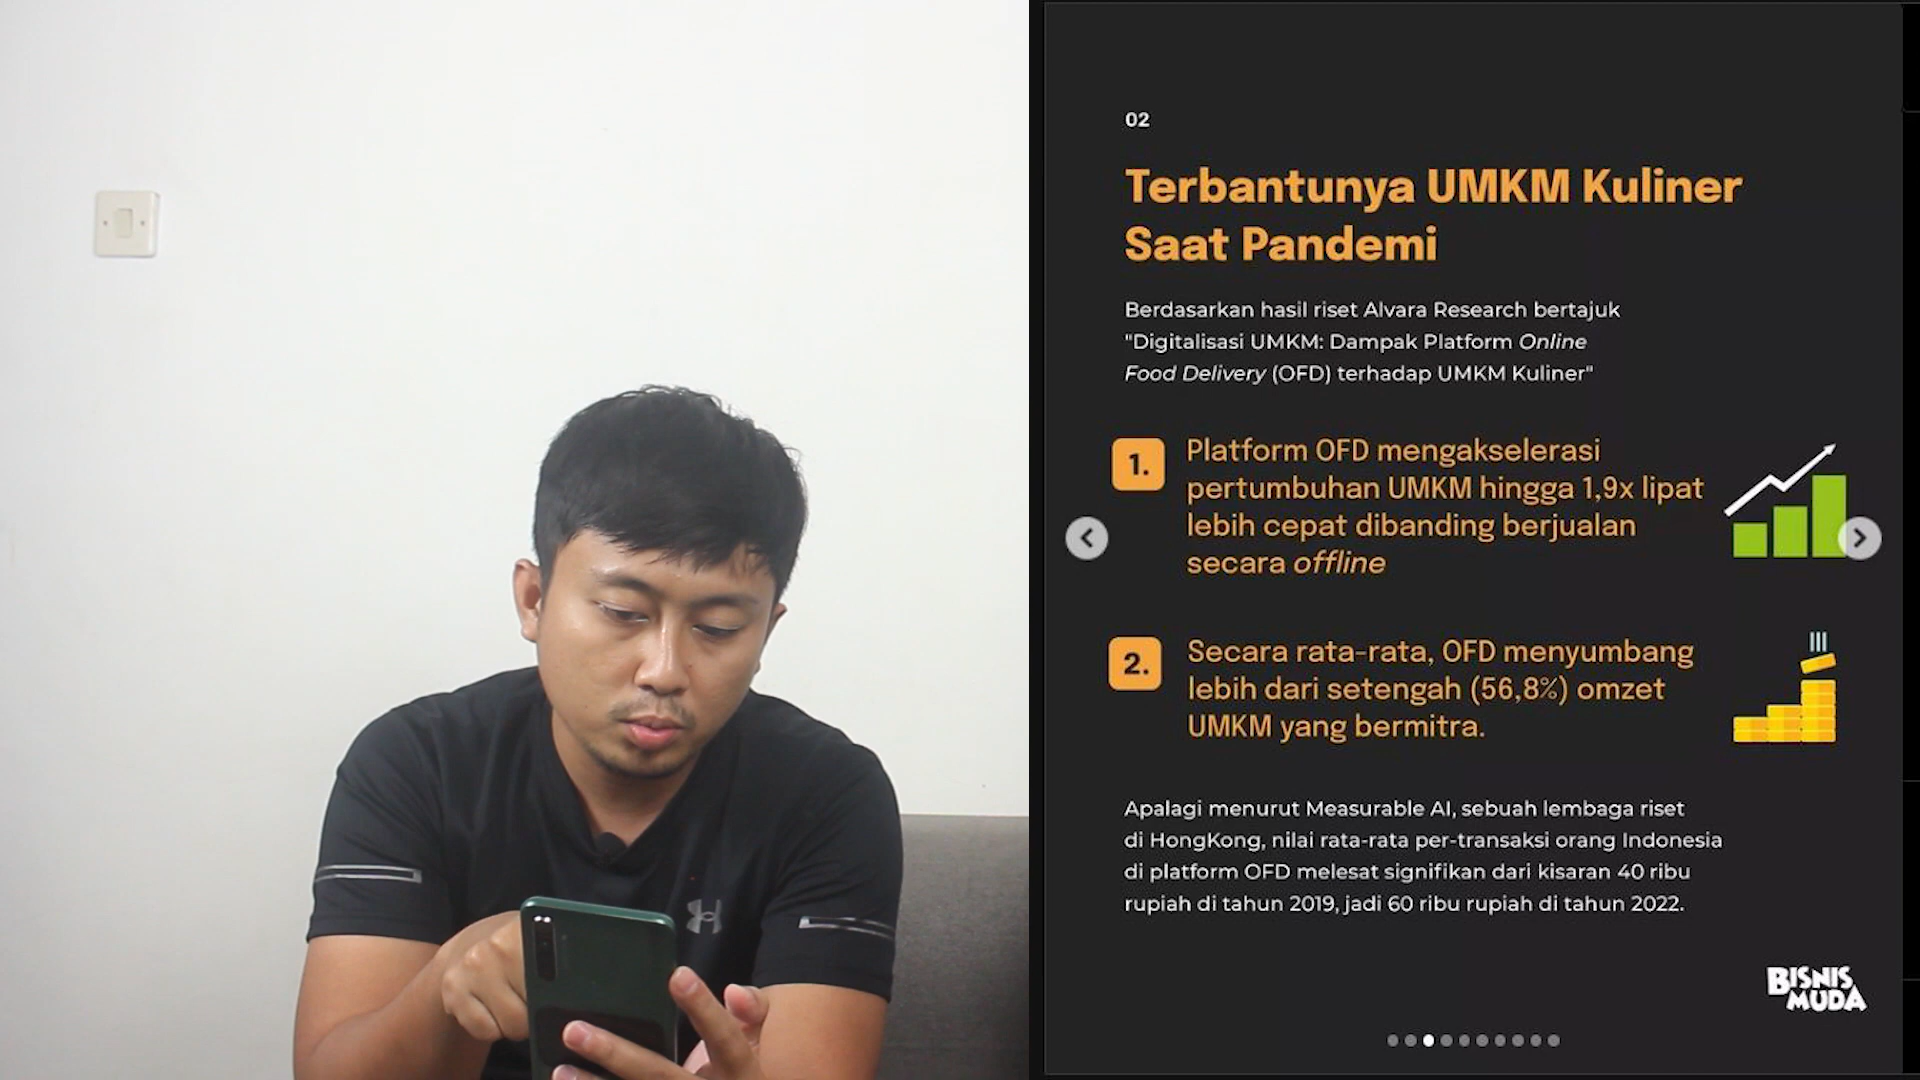 02
Terbantunya UMKM Kuliner
Saat Pandemi
Berdasarkan hasil riset Alvara Research bertajuk
"Digitalisasi UMKM: Dampak Platform Online
Food Delivery (OFD) terhadap UMKM Kuliner"
1.
Platform OFD mengakselerasi
pertumbuhan UMKM hingga 1,9x lipat
lebih cepat dibanding berjualan
secara offline
2.
Secara rata-rata, OFD menyumbang
lebih dari setengah (56,8%) omzet
UMKM yang bermitra.
Apalagi menurut Measurable AI, sebuah lembaga riset
di HongKong, nilai rata-rata per-transaksi orang Indonesia
di platform OFD melesat signifikan dari kisaran 40 ribu
rupiah di tahun 2019, jadi 60 ribu rupiah di tahun 2022.
BISNIS
MUDA